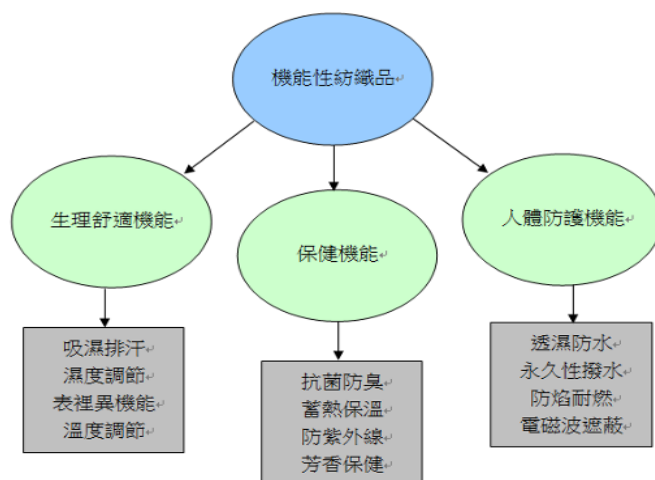 機能性紡織品
生理舒適機能
保健機能
人體防護機能
吸濕排汗
濕度調節
表裡異機能
溫度調節
抗菌防臭
蓄熱保溫
防紫外線
芳香保健
透濕防水
永久性撥水
防焰耐燃
電磁波遮蔽